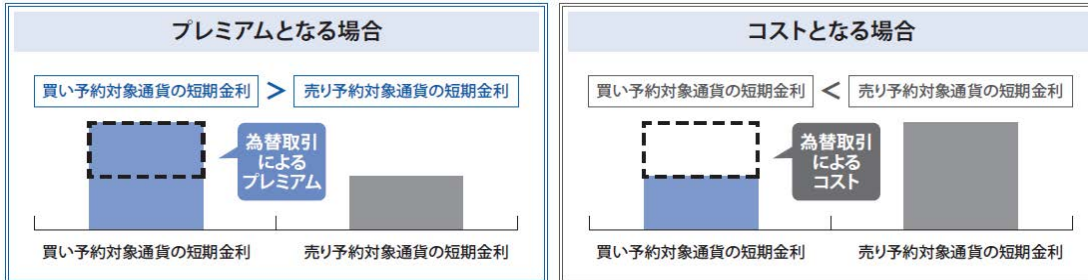 プレミアムとなる場合
買い予約対象通貨の短期金利 > 売り予約対象通貨の短期金利
為替取引
による
プレミアム
買い予約対象通貨の短期金利 売り予約対象通貨の短期金利
コストとなる場合
買い予約対象通貨の短期金利 < 売り予約対象通貨の短期金利
為替取引
による
コスト
買い予約対象通貨の短期金利 売り予約対象通貨の短期金利